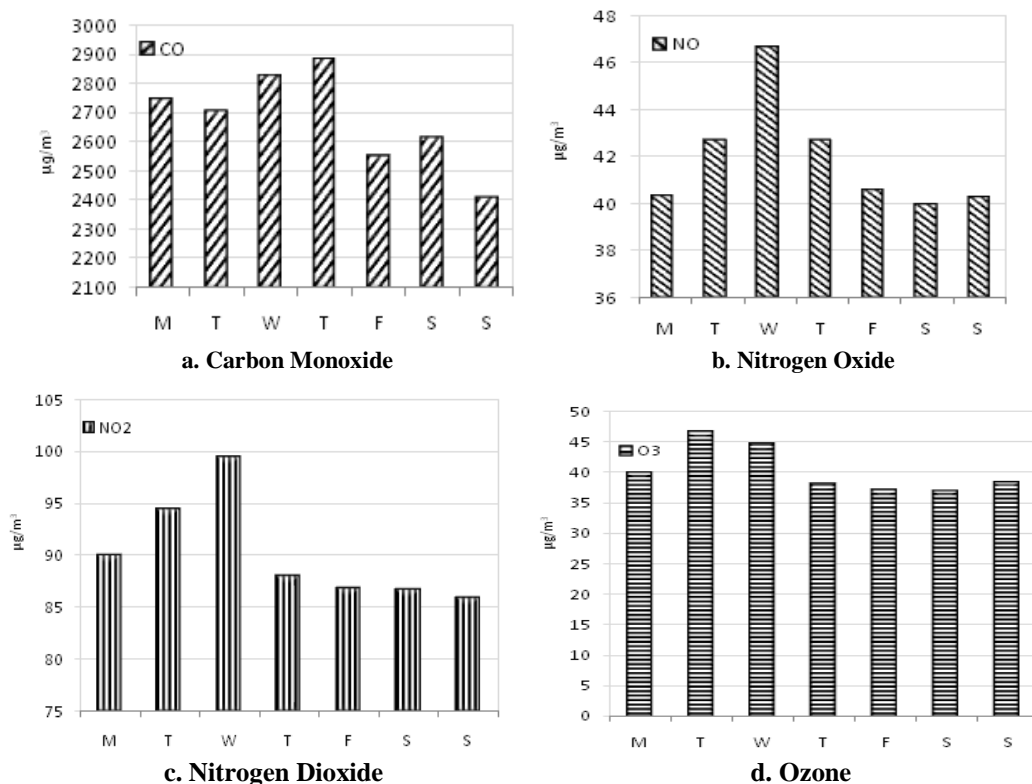 3000
2900
2800
2700
2600
2500
2400
2300
2200
2100
µg/m³
CO
M T W T F S S
a. Carbon Monoxide
48
46
44
42
40
38
36
µg/m³
NO
M T W T F S S
b. Nitrogen Oxide
105
100
95
90
85
80
75
µg/m³
NO2
M T W T F S S
c. Nitrogen Dioxide
50
45
40
35
30
25
20
15
10
5
0
µg/m³
O3
M T W T F S S
d. Ozone